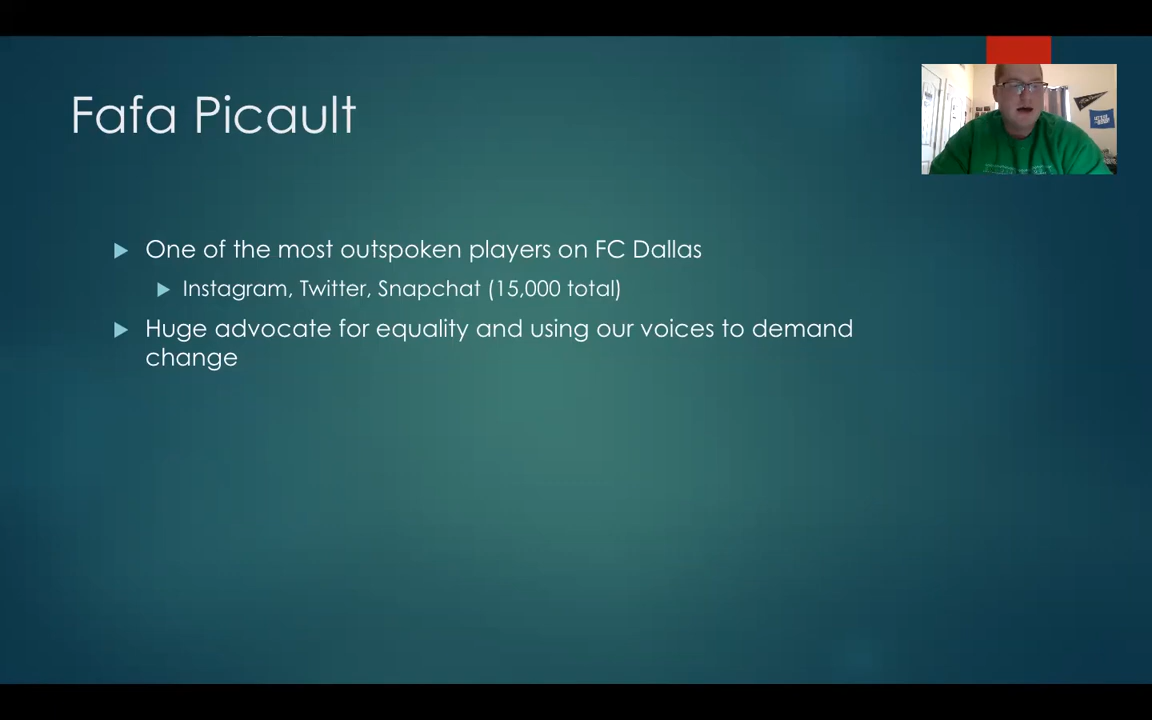 Fafa Picault
One of the most outspoken players on FC Dallas
Instagram, Twitter, Snapchat (15,000 total)
Huge advocate for equality and using our voices to demand
change